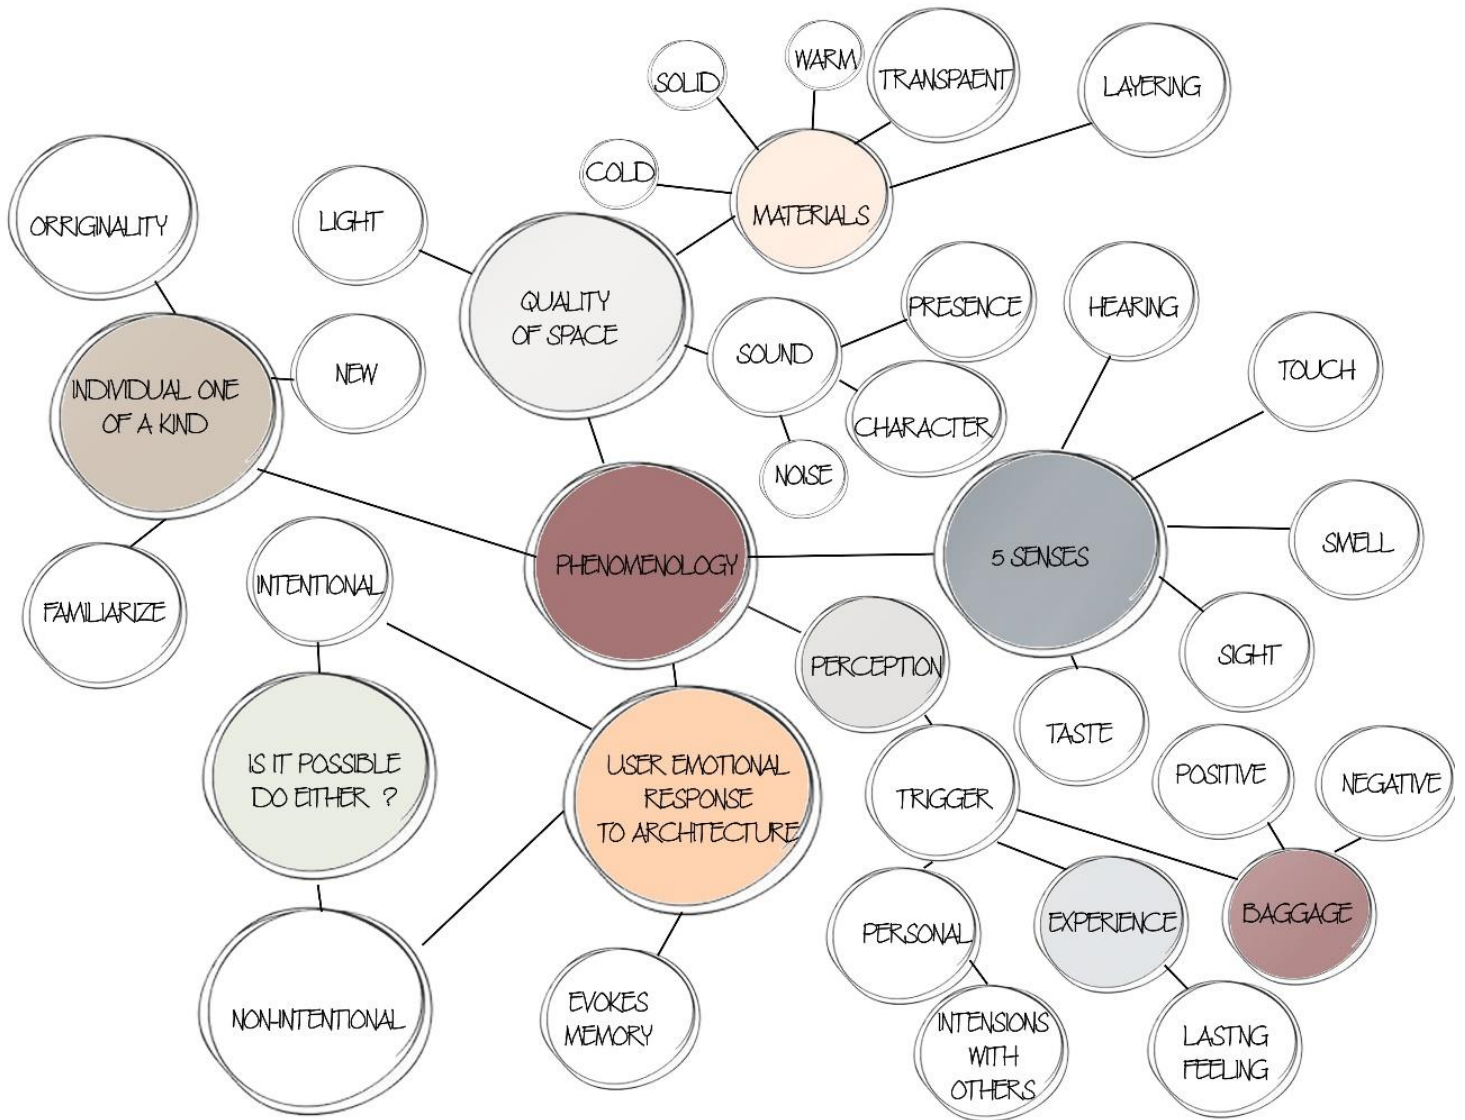 WARM
SOLID
TRANSPAENT
LAYERING
COLD
MATERIALS
ORRIGINALITY
LIGHT
QUALITY
OF SPACE
PRESENCE
HEARING
SOUND
TOUCH
NEW
INDIVIDUAL ONE
OF A KIND
CHARACTER
NOISE
PHENOMENOLOGY
5 SENSES
SMELL
INTENTIONAL
FAMILIARIZE
PERCEPTION
SIGHT
TASTE
IS IT POSSIBLE
DO EITHER ?
USER EMOTIONAL
RESPONSE
TO ARCHITECTURE
TRIGGER
POSITIVE
NEGATIVE
PERSONAL
EXPERIENCE
BAGGAGE
NON-INTENTIONAL
EVOKES
MEMORY
INTENSIONS
WITH
OTHERS
LASTNG
FEELING